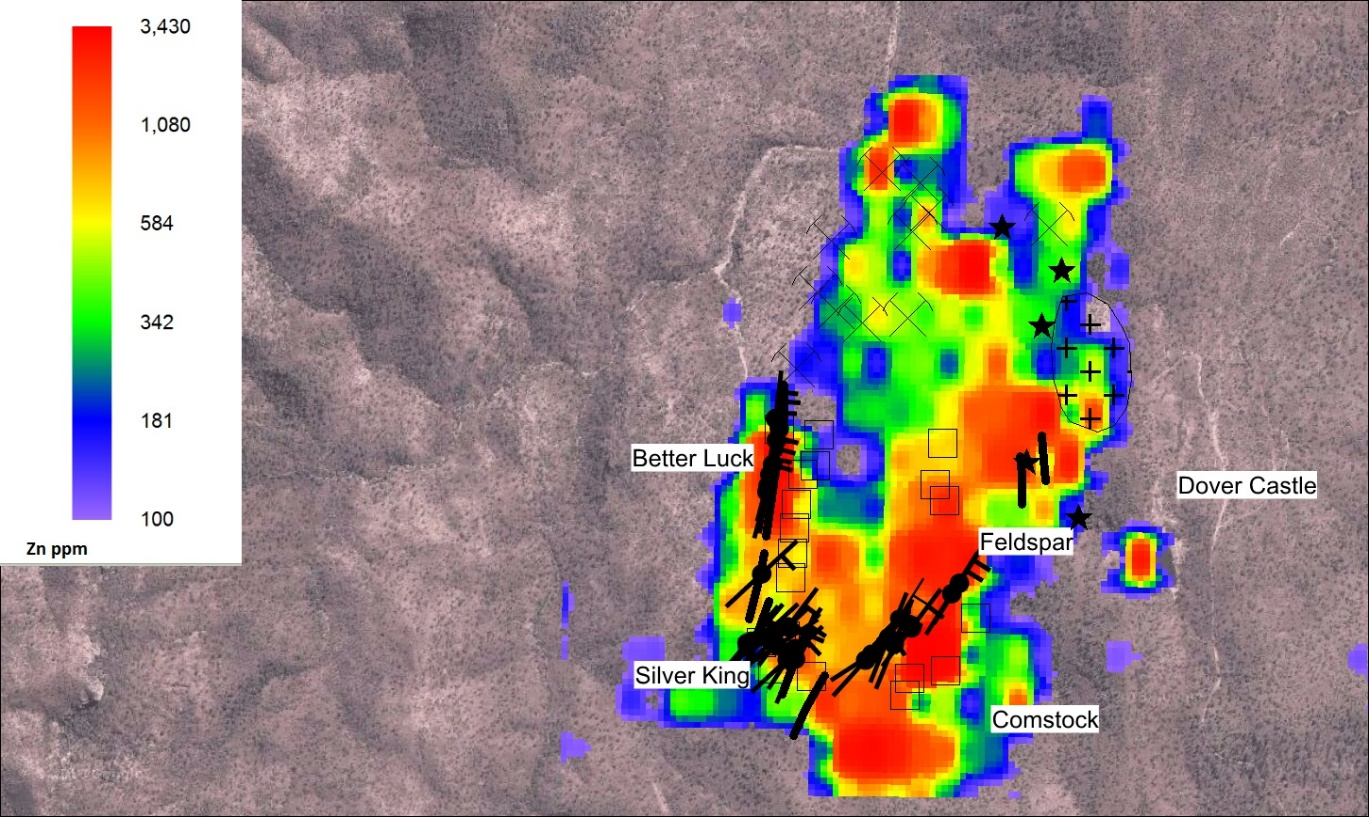 3,430
1,080
584
342
181
100
Zn ppm
Better Luck
Dover Castle
Feldspar
Silver King
Comstock